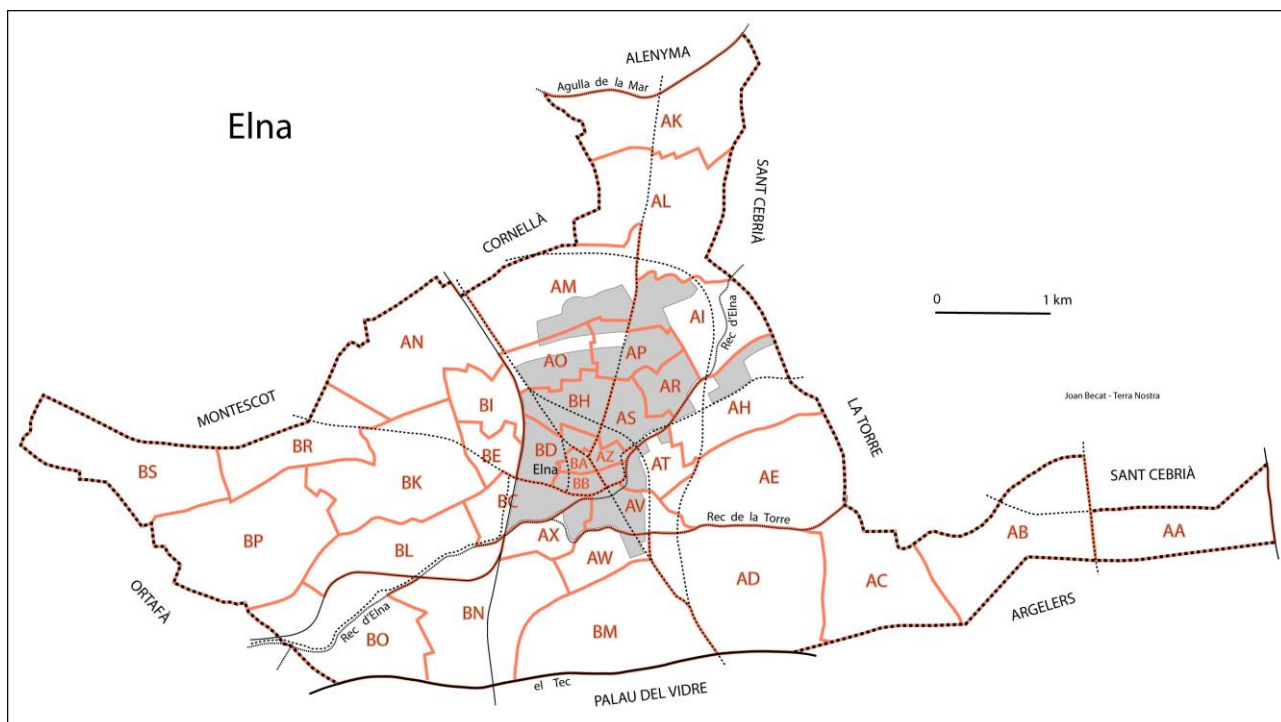 ALENYMA
Agulla de la Mar
Elna
AK
SANT CEBRIÀ
AL
CORNELLÀ
AM
0 1 km
AI
Rec d'Elna
AN
AO
AP
AR
Joan Becat - Terra Nostra
MONTESCOT
BI
BH
AS
AH
LA TORRE
BR
BE
BD
BA
AZ
AT
Elna
BS
BK
BB
AE
SANT CEBRIÀ
BC
AV
Rec de la Torre
AB
AA
BP
BL
AX
AW
AD
AC
ORTAFÀ
ARGELERS
Rec d'Elna
BN
BO
BM
el Tec
PALAU DEL VIDRE